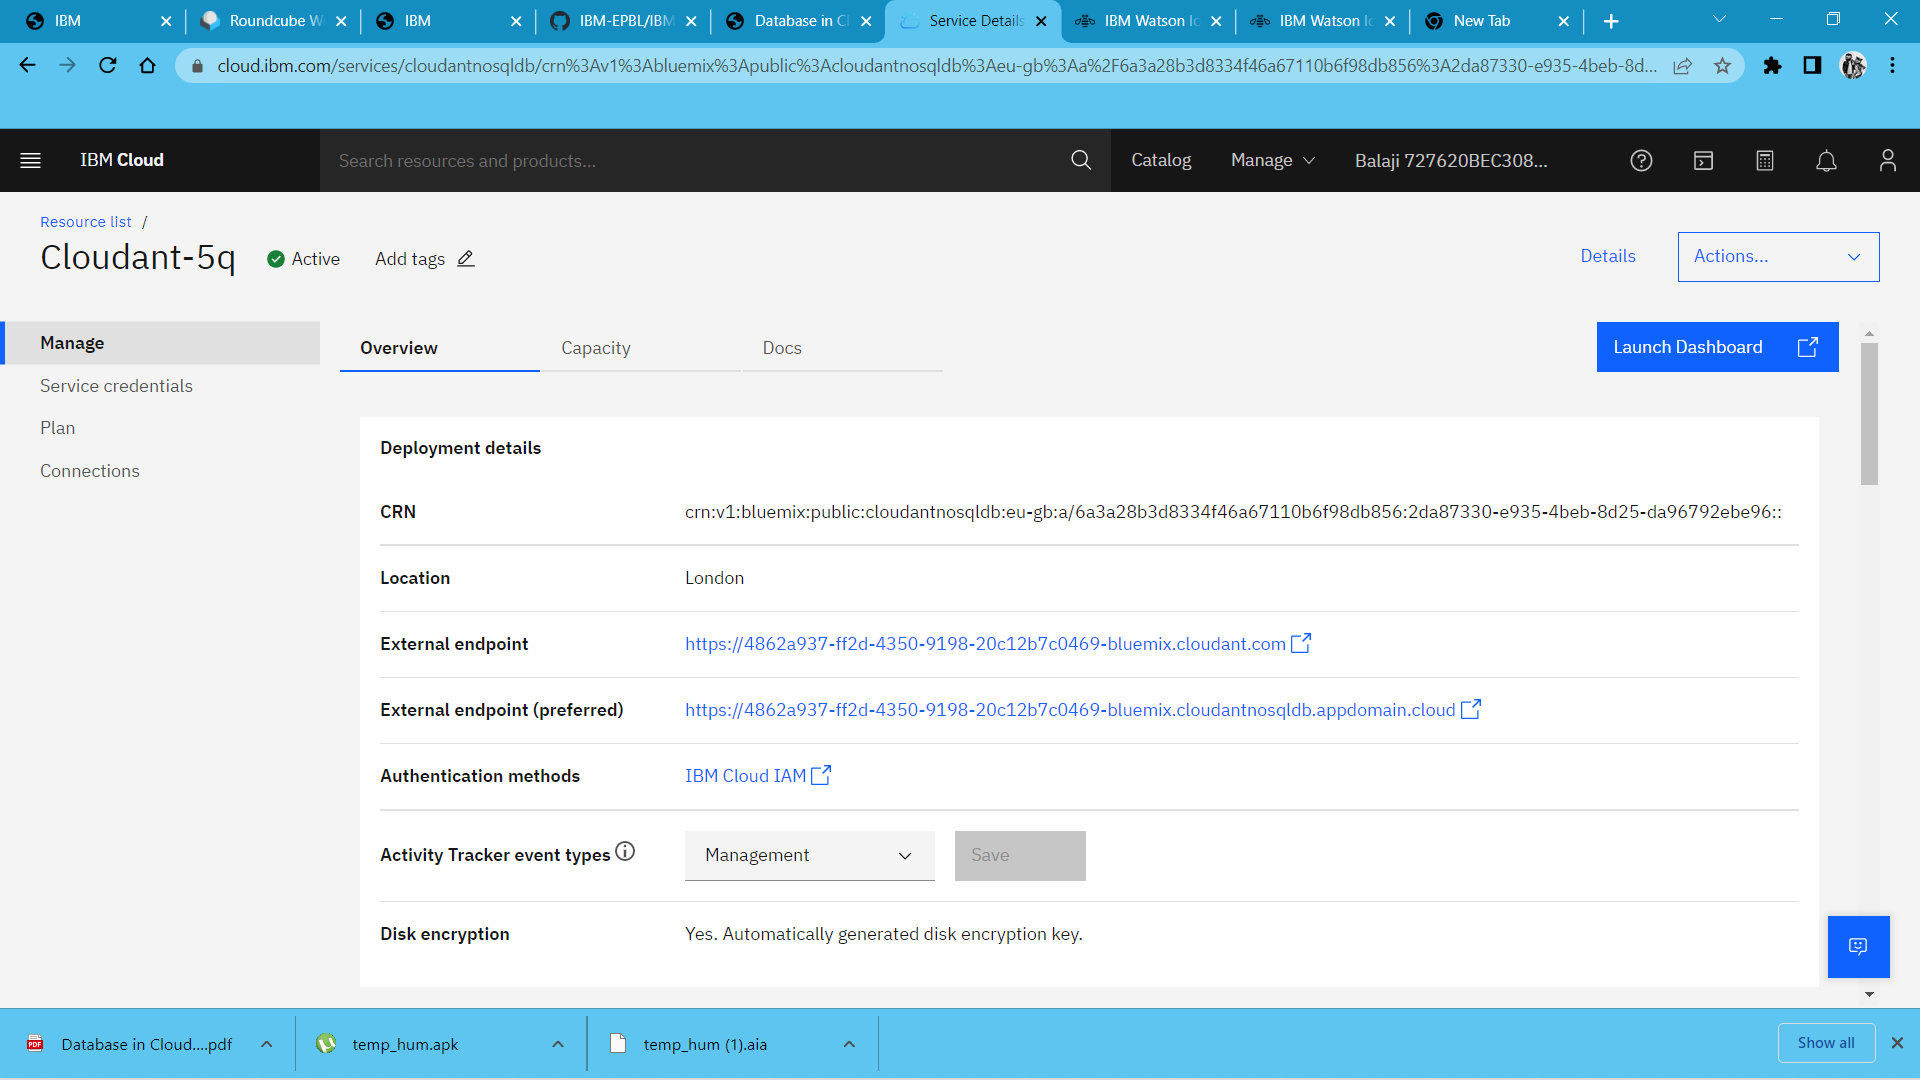 IBM
Roundcube W
IBM
IBM-EPBL/IBM
Database in Cl
Service Details
IBM Watson Io
IBM Watson Io
New Tab
cloud.ibm.com/services/cloudantnosqldb/crn%3Av1%3Abluemix%3Apublic%3Acloudantnosqldb%3Aeu-gb%3Aa%2F6a3a28b3d8334f46a67110b6f98db856%3A2da87330-e935-4beb-8d...
IBM Cloud
Search resources and products...
Catalog
Manage
Balaji 727620BEC308...
Resource list /
Cloudant-5q
Active
Add tags
Details
Actions...
Manage
Service credentials
Plan
Connections
Overview
Capacity
Docs
Launch Dashboard
Deployment details
CRN
crn:v1:bluemix:public:cloudantnosqldb:eu-gb:a/6a3a28b3d8334f46a67110b6f98db856:2da87330-e935-4beb-8d25-da96792ebe96::
Location
London
External endpoint
https://4862a937-ff2d-4350-9198-20c12b7c0469-bluemix.cloudant.com
External endpoint (preferred)
https://4862a937-ff2d-4350-9198-20c12b7c0469-bluemix.cloudantnosqldb.appdomain.cloud
Authentication methods
IBM Cloud IAM
Activity Tracker event types
Management
Save
Disk encryption
Yes. Automatically generated disk encryption key.
PDF
Database in Cloud....pdf
temp_hum.apk
temp_hum (1).aia
Show all